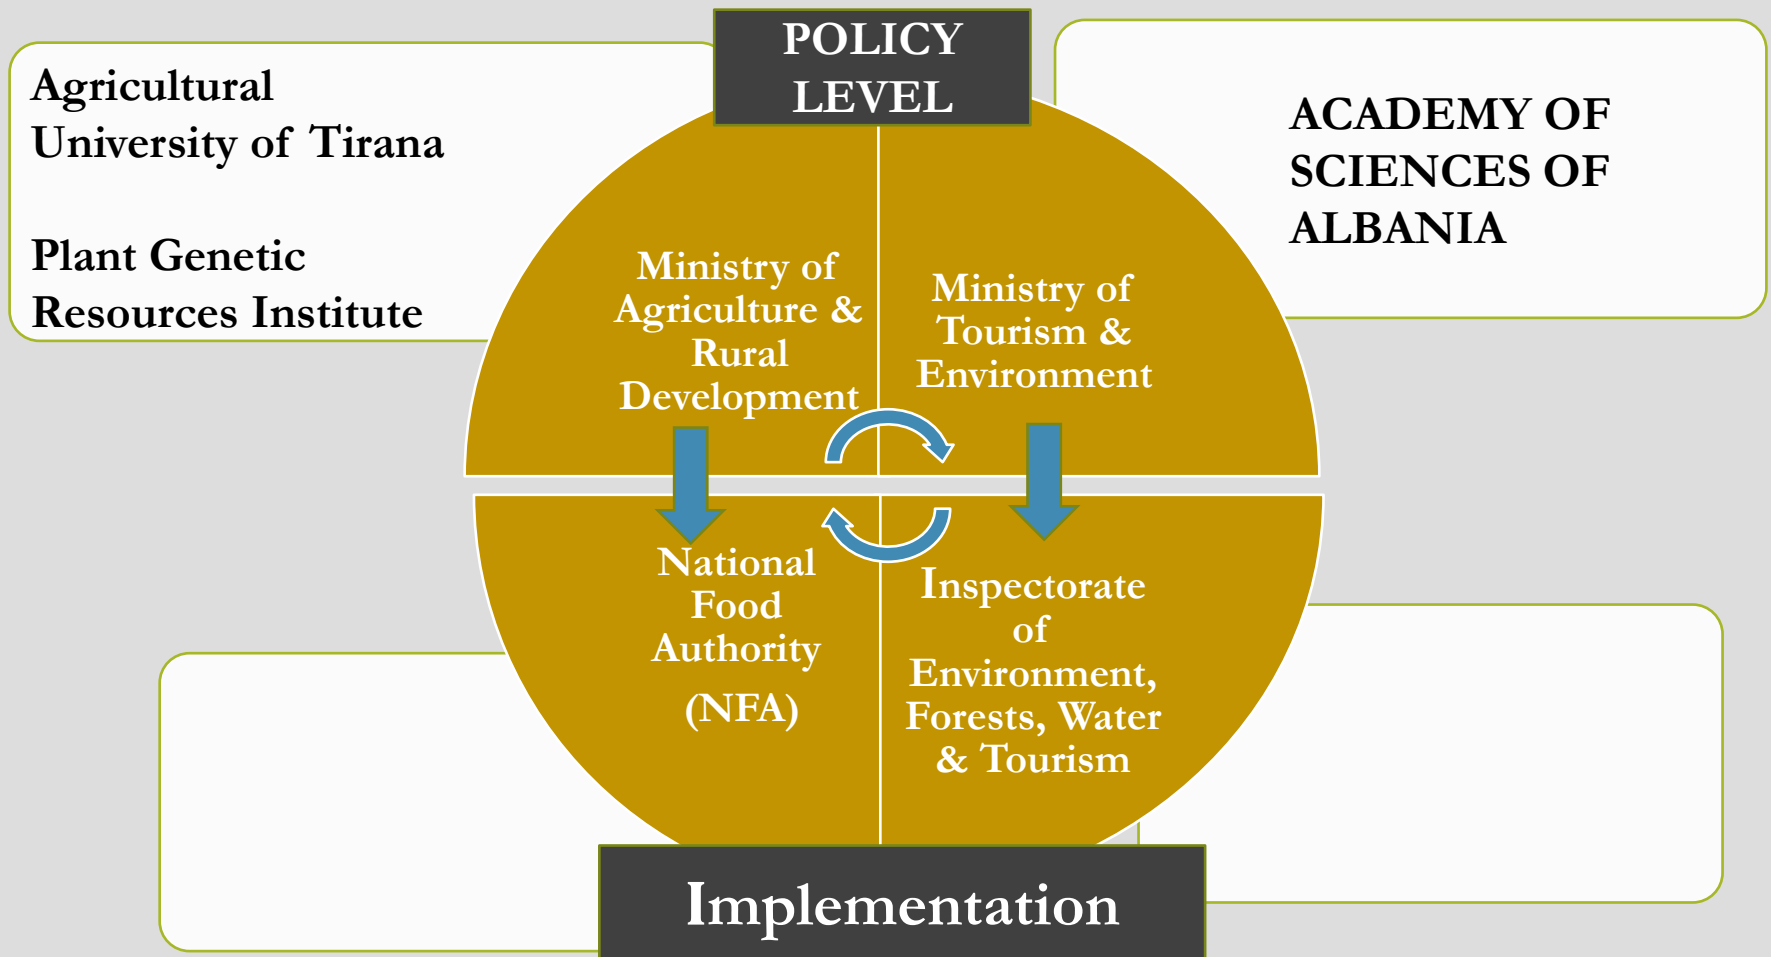 POLICY
LEVEL
Agricultural
University of Tirana
Plant Genetic
Resources Institute
ACADEMY OF
SCIENCES OF
ALBANIA
Ministry of
Agriculture &
Rural
Development
Ministry of
Tourism &
Environment
National
Food
Authority
(NFA)
Inspectorate
of
Environment,
Forests, Water
& Tourism
Implementation